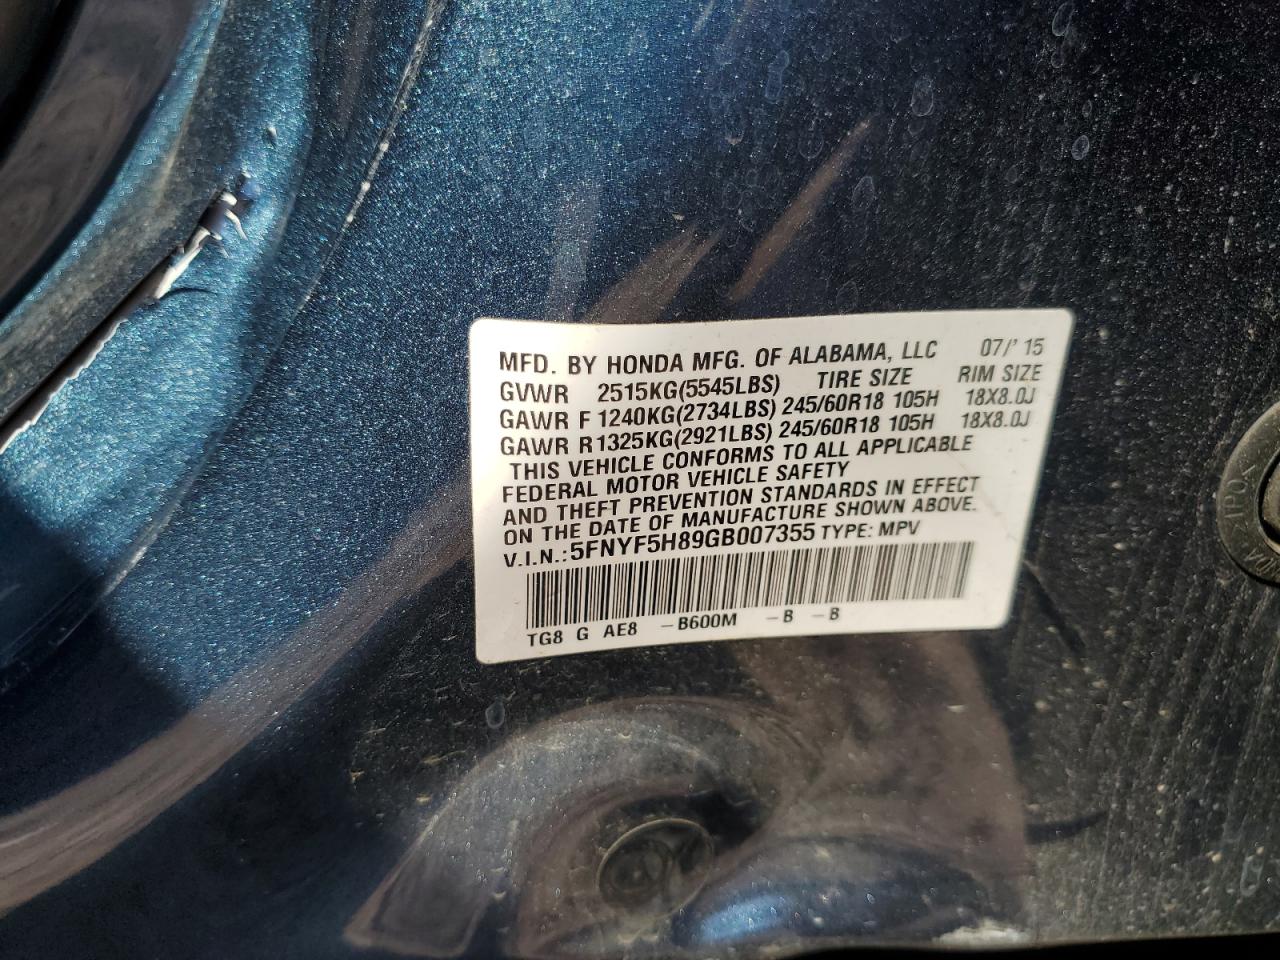 MFD. BY HONDA MFG. OF ALABAMA, LLC 07/' 15
GVWR 2515KG(5545LBS) TIRE SIZE RIM SIZE
GAWR F 1240KG(2734LBS) 245/60R18 105H 18X8.0J
GAWR R 1325KG(2921LBS) 245/60R18 105H 18X8.0J
THIS VEHICLE CONFORMS TO ALL APPLICABLE
FEDERAL MOTOR VEHICLE SAFETY
AND THEFT PREVENTION STANDARDS IN EFFECT
ON THE DATE OF MANUFACTURE SHOWN ABOVE.
V.I.N.: 5FNYF5H89GB007355 TYPE: MPV
TG8 G AE8 -B600M -B -B